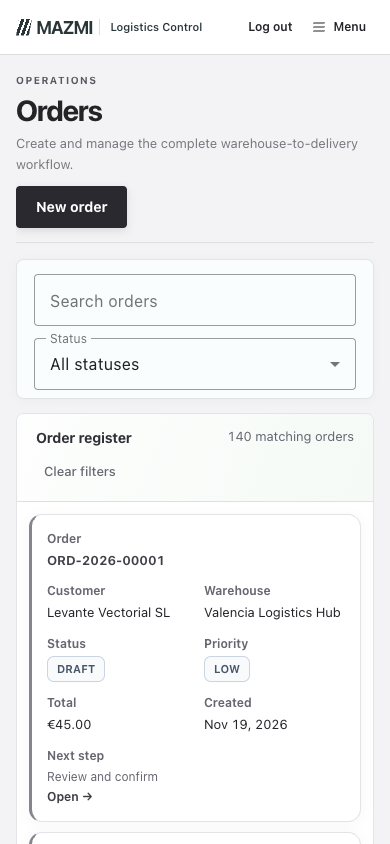 MAZMI Logistics Control Log out Menu
OPERATIONS
Orders
Create and manage the complete warehouse-to-delivery
workflow.
New order
Search orders
Status
All statuses
Order register 140 matching orders
Clear filters
Order
ORD-2026-00001
Customer Warehouse
Levante Vectorial SL Valencia Logistics Hub
Status Priority
DRAFT LOW
Total Created
€45.00 Nov 19, 2026
Next step
Review and confirm
Open →